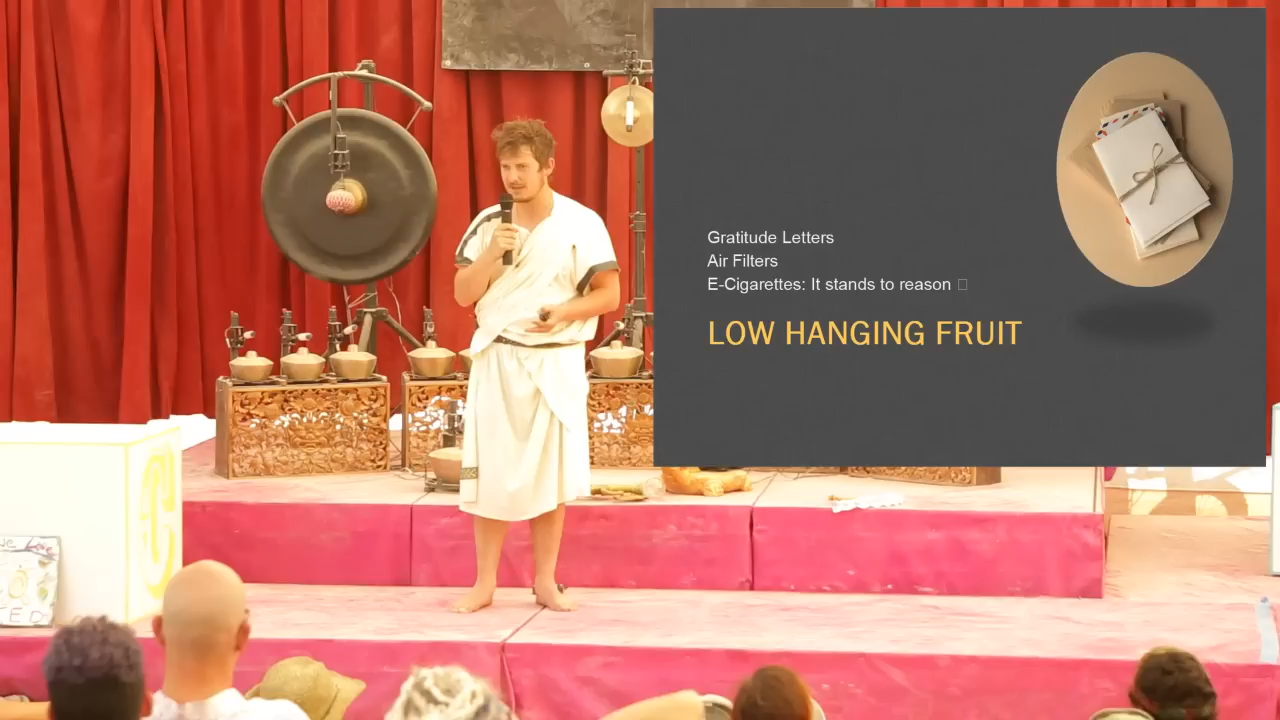 Gratitude Letters
Air Filters
E-Cigarettes: It stands to reason □
LOW HANGING FRUIT